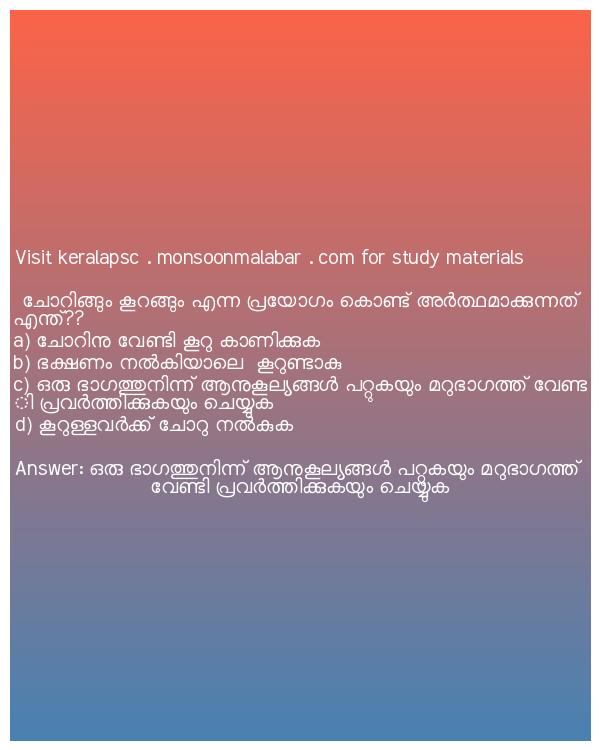 Visit keralapsc . monsoonmalabar . com for study materials
ചോറിങ്ങും കൂറങ്ങും എന്ന പ്രയോഗം കൊണ്ട് അർത്ഥമാക്കുന്നത്
എന്ത്??
a) ചോറിനു വേണ്ടി കൂറു കാണിക്കുക
b) ഭക്ഷണം നൽകിയാലെ കൂറുണ്ടാകൂ
c) ഒരു ഭാഗത്തുനിന്ന് ആനുകൂല്യങ്ങൾ പറ്റുകയും മറുഭാഗത്ത് വേണ്ട
ി പ്രവർത്തിക്കുകയും ചെയ്യുക
d) കൂറുള്ളവർക്ക് ചോറു നൽകുക
Answer: ഒരു ഭാഗത്തുനിന്ന് ആനുകൂല്യങ്ങൾ പറ്റുകയും മറുഭാഗത്ത്
വേണ്ടി പ്രവർത്തിക്കുകയും ചെയ്യുക